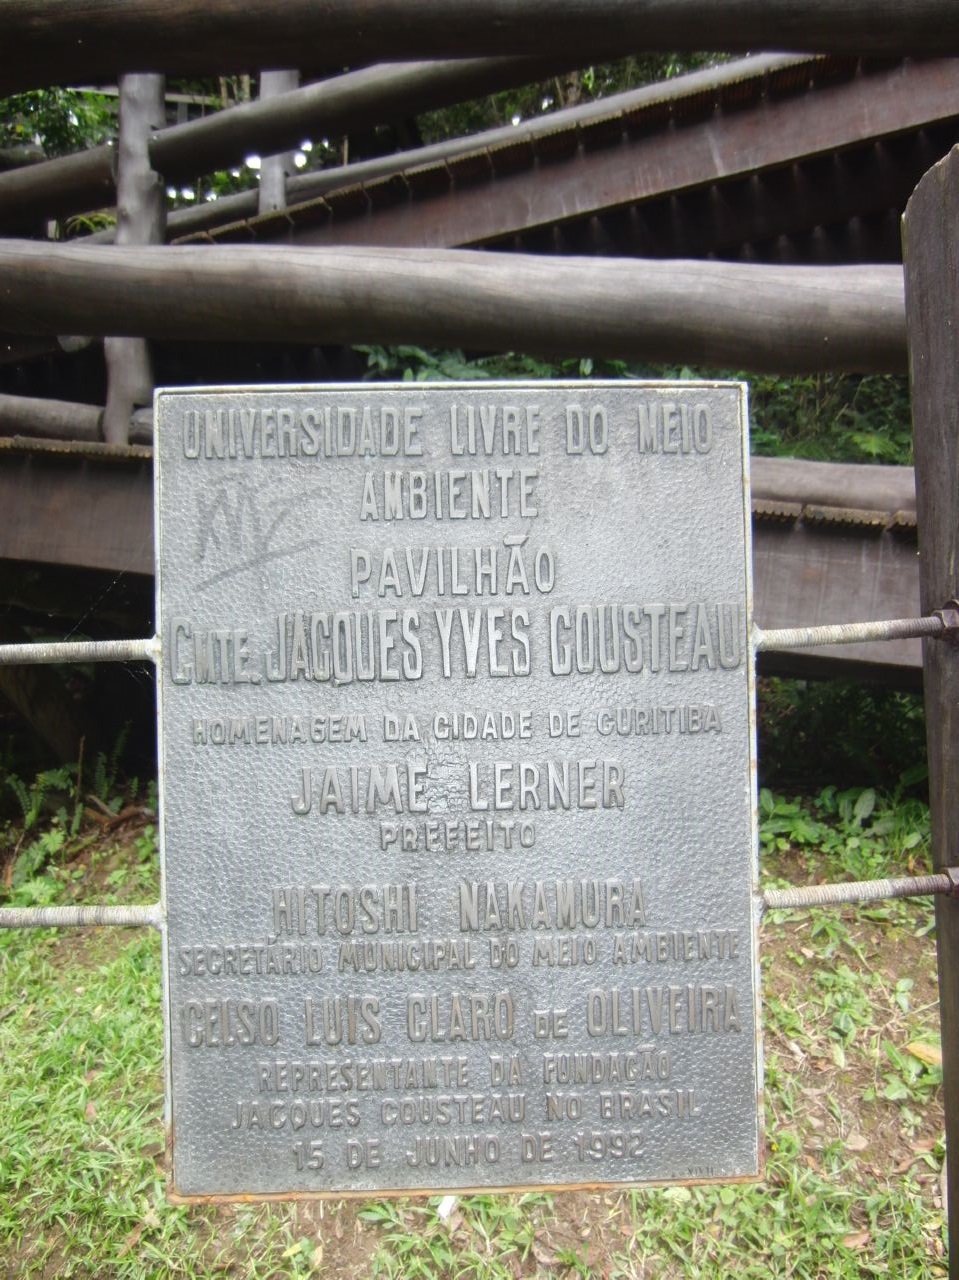 UNIVERSIDADE LIVRE DO MEIO
AMBIENTE
PAVILHÃO
CMTE. JACQUES YVES COUSTEAU
HOMENAGEM DA CIDADE DE CURITIBA
JAIME LERNER
PREFEITO
HITOSHI NAKAMURA
SECRETÁRIO MUNICIPAL DO MEIO AMBIENTE
CELSO LUIS CLARO DE OLIVEIRA
REPRESENTANTE DA FUNDAÇÃO
JACQUES COUSTEAU NO BRASIL
15 DE JUNHO DE 1992